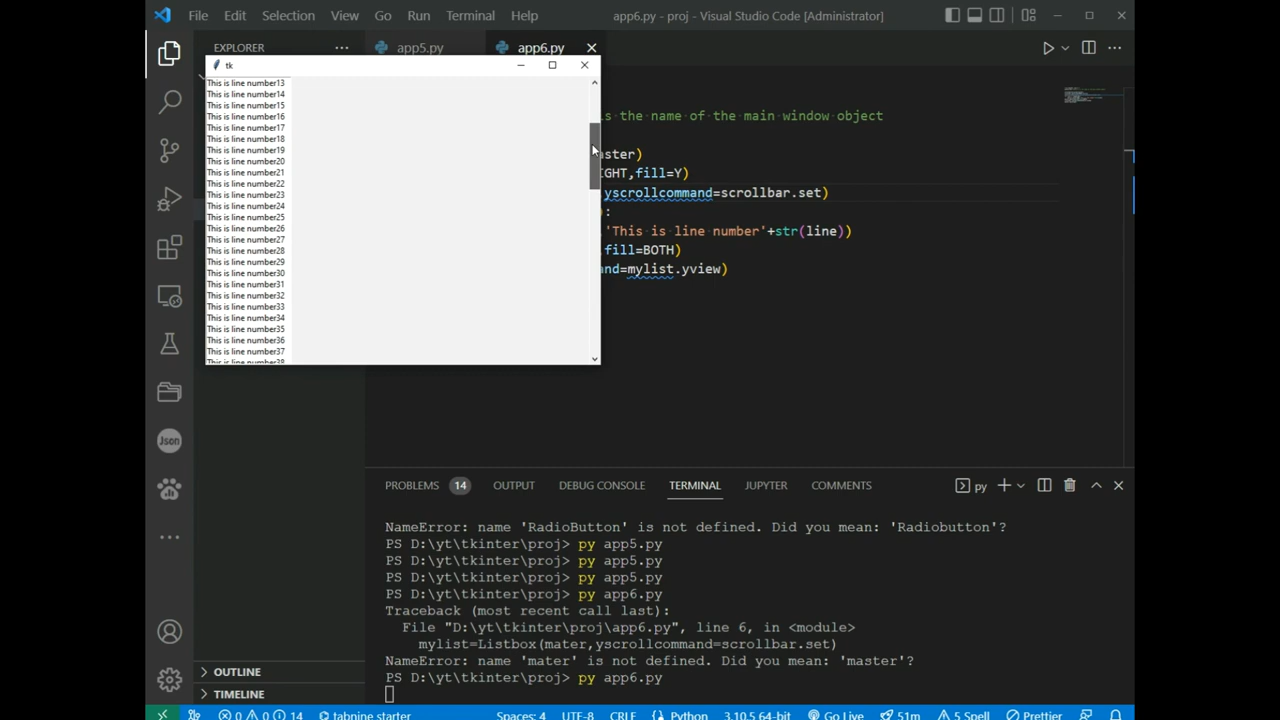 File Edit Selection View Go Run Terminal Help
app6.py - proj - Visual Studio Code [Administrator]
EXPLORER
app5.py
app6.py
tk
This is line number13
This is line number14
This is line number15
This is line number16
This is line number17
This is line number18
This is line number19
This is line number20
This is line number21
This is line number22
This is line number23
This is line number24
This is line number25
This is line number26
This is line number27
This is line number28
This is line number29
This is line number30
This is line number31
This is line number32
This is line number33
This is line number34
This is line number35
This is line number36
This is line number37
This is line number38
s the name of the main window object
aster)
IGHT,fill=Y)
yscrollcommand=scrollbar.set)
):
'This is line number'+str(line))
,fill=BOTH)
and=mylist.yview)
Json
PROBLEMS 14 OUTPUT DEBUG CONSOLE TERMINAL JUPYTER COMMENTS
py
NameError: name 'RadioButton' is not defined. Did you mean: 'Radiobutton'?
PS D:\yt\tkinter\proj> py app5.py
PS D:\yt\tkinter\proj> py app5.py
PS D:\yt\tkinter\proj> py app5.py
PS D:\yt\tkinter\proj> py app6.py
Traceback (most recent call last):
File "D:\yt\tkinter\proj\app6.py", line 6, in <module>
mylist=Listbox(mater,yscrollcommand=scrollbar.set)
NameError: name 'mater' is not defined. Did you mean: 'master'?
PS D:\yt\tkinter\proj> py app6.py
OUTLINE
TIMELINE
0 0 14 tabnine starter Spaces: 4 UTF-8 CRLF Python 3.10.5 64-bit Go Live 51m 5 Spell Prettier